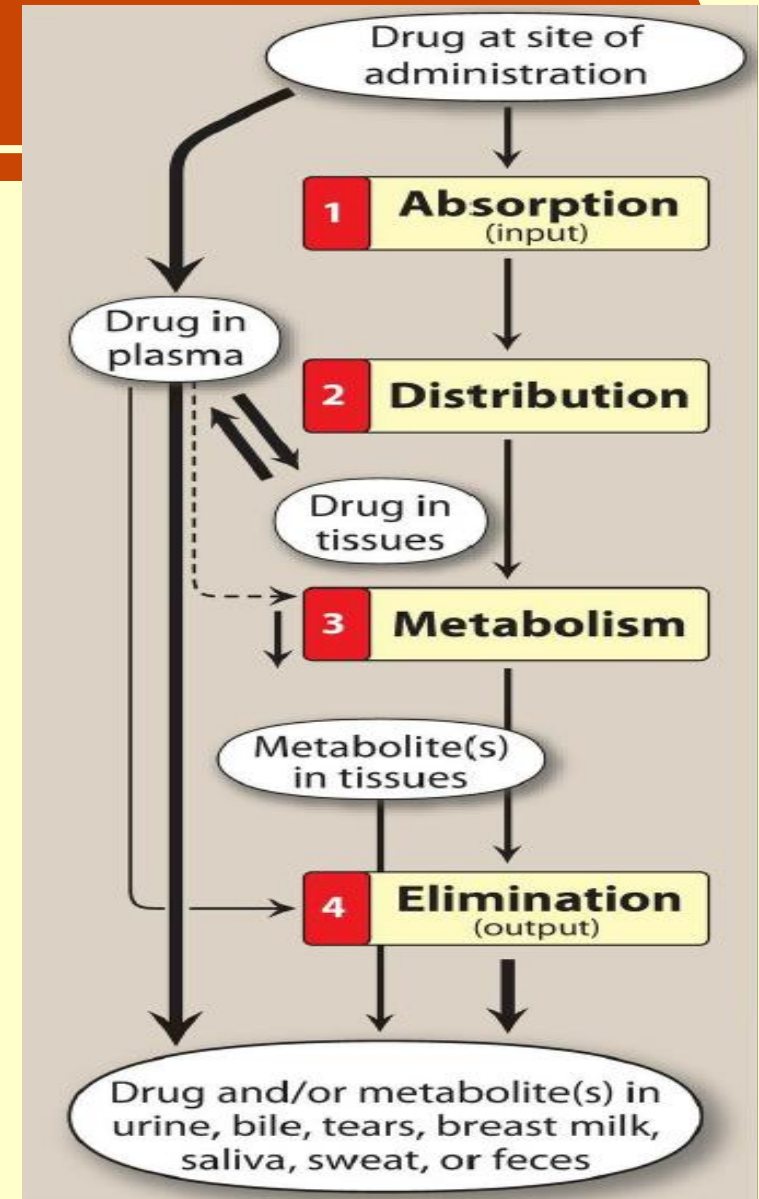 Drug at site of
administration
1 Absorption
(input)
Drug in
plasma
2 Distribution
Drug in
tissues
3 Metabolism
Metabolite(s)
in tissues
4 Elimination
(output)
Drug and/or metabolite(s) in
urine, bile, tears, breast milk,
saliva, sweat, or feces